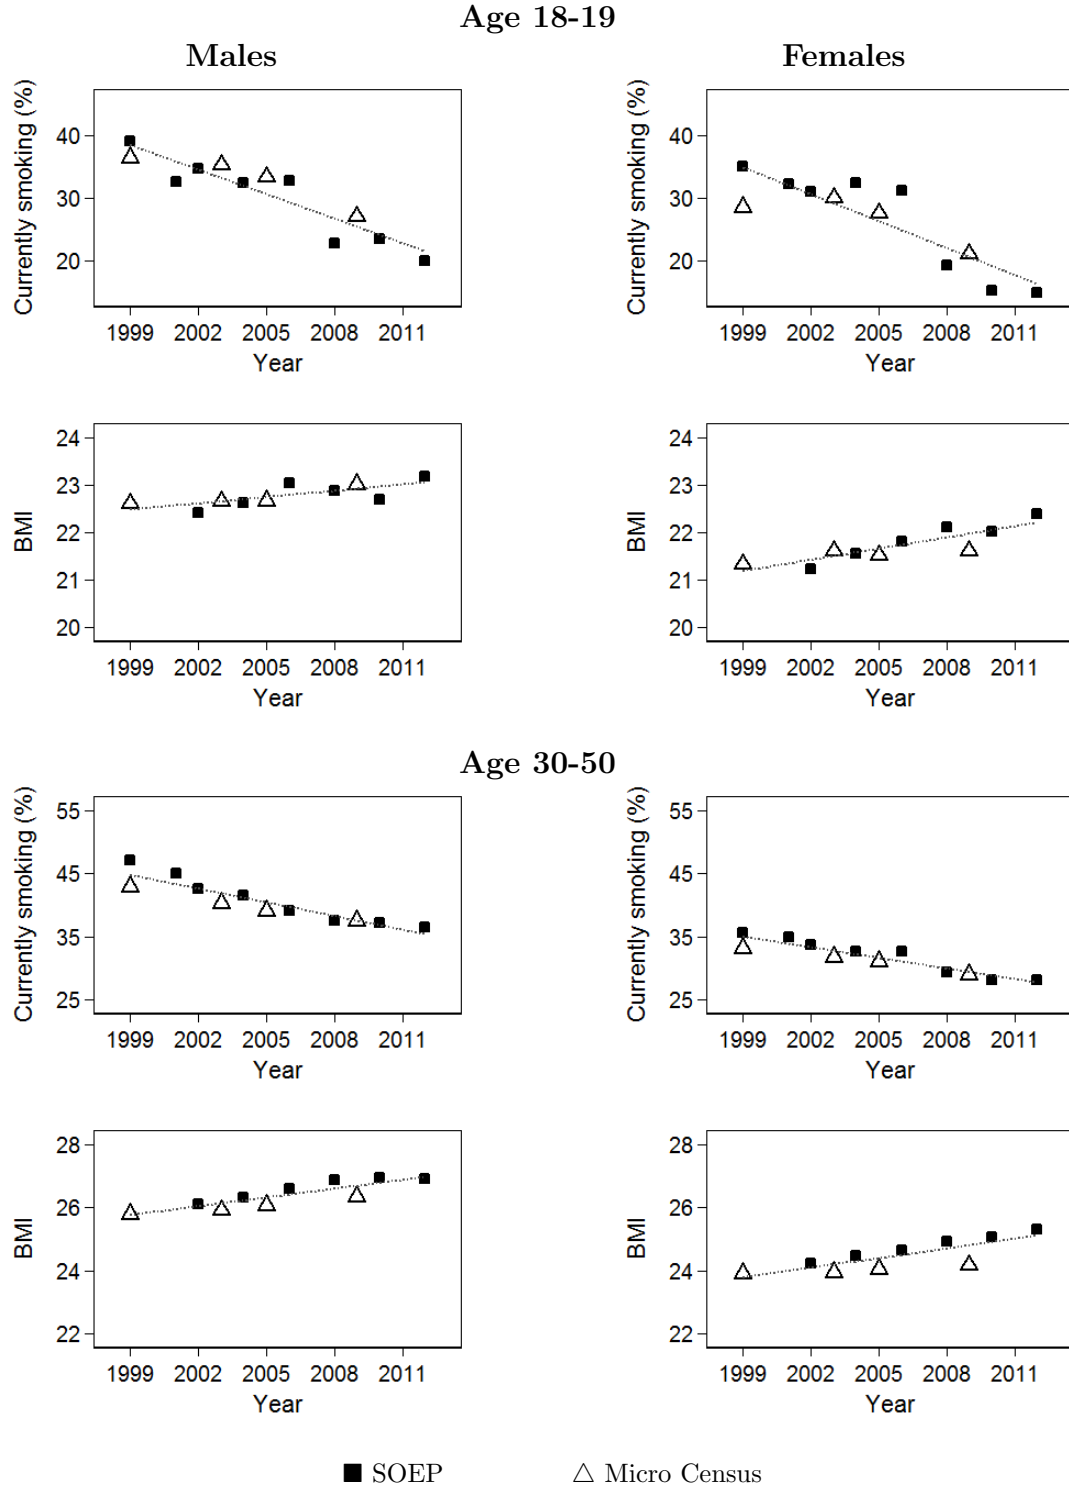 Age 18-19
Males Females
Currently smoking (%)
40
30
20
1999 2002 2005 2008 2011
Year
Currently smoking (%)
40
30
20
1999 2002 2005 2008 2011
Year
BMI
24
23
22
21
20
1999 2002 2005 2008 2011
Year
BMI
24
23
22
21
20
1999 2002 2005 2008 2011
Year
Age 30-50
Currently smoking (%)
55
45
35
25
1999 2002 2005 2008 2011
Year
Currently smoking (%)
55
45
35
25
1999 2002 2005 2008 2011
Year
BMI
28
26
24
22
1999 2002 2005 2008 2011
Year
BMI
28
26
24
22
1999 2002 2005 2008 2011
Year
SOEP Micro Census